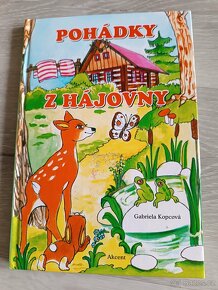 POHÁDKY
Z HÁJOVNY
Gabriela Kopcová
Akcent